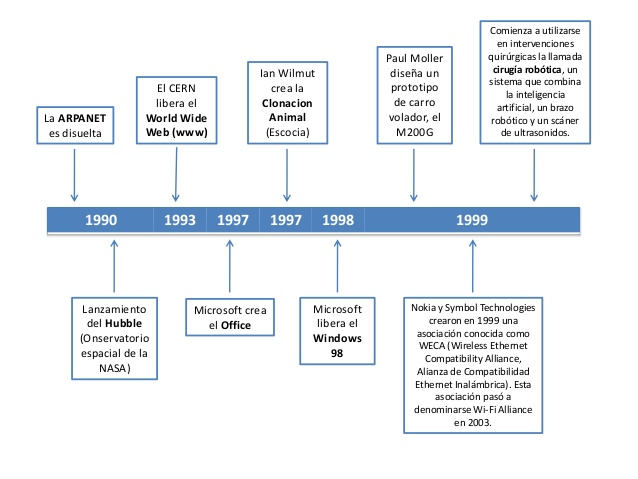 La ARPANET
es disuelta
El CERN
libera el
World Wide
Web (www)
Ian Wilmut
crea la
Clonacion
Animal
(Escocia)
Paul Moller
diseña un
prototipo
de carro
volador, el
M200G
Comienza a utilizarse
en intervenciones
quirúrgicas la llamada
cirugía robótica, un
sistema que combina
la inteligencia
artificial, un brazo
robótico y un scáner
de ultrasonidos.
1990
1993
1997
1997
1998
1999
Lanzamiento
del Hubble
(Onservatorio
espacial de la
NASA)
Microsoft crea
el Office
Microsoft
libera el
Windows
98
Nokia y Symbol Technologies
crearon en 1999 una
asociación conocida como
WECA (Wireless Ethernet
Compatibility Alliance,
Alianza de Compatibilidad
Ethernet Inalámbrica). Esta
asociación pasó a
denominarse Wi-Fi Alliance
en 2003.